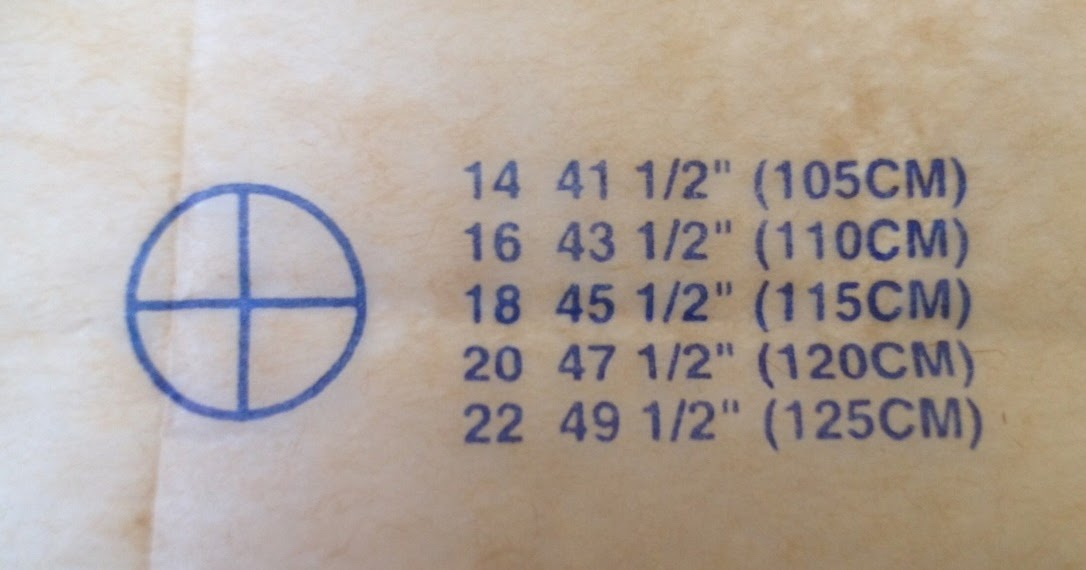 14 41 1/2" (105CM)
16 43 1/2" (110CM)
18 45 1/2" (115CM)
20 47 1/2" (120CM)
22 49 1/2" (125CM)